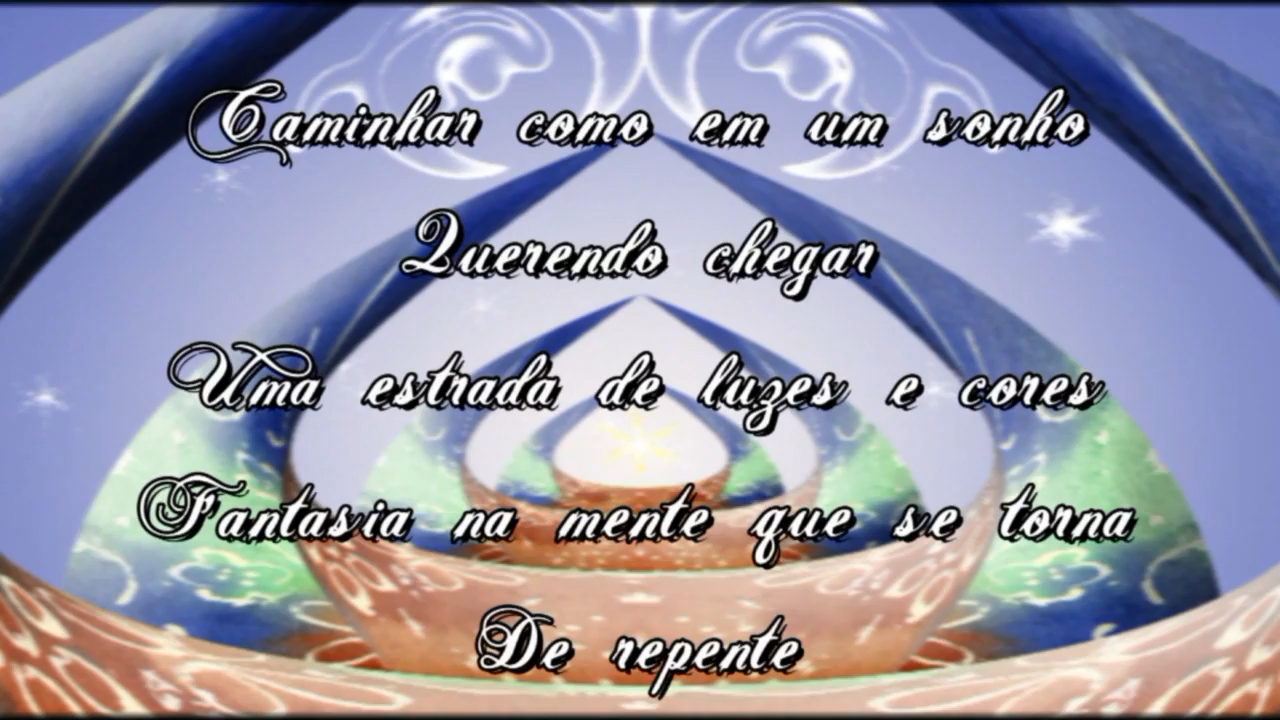 Caminhar como em um sonho
Querendo chegar
Uma estrada de luzes e cores
Fantasia na mente que se torna
De repente